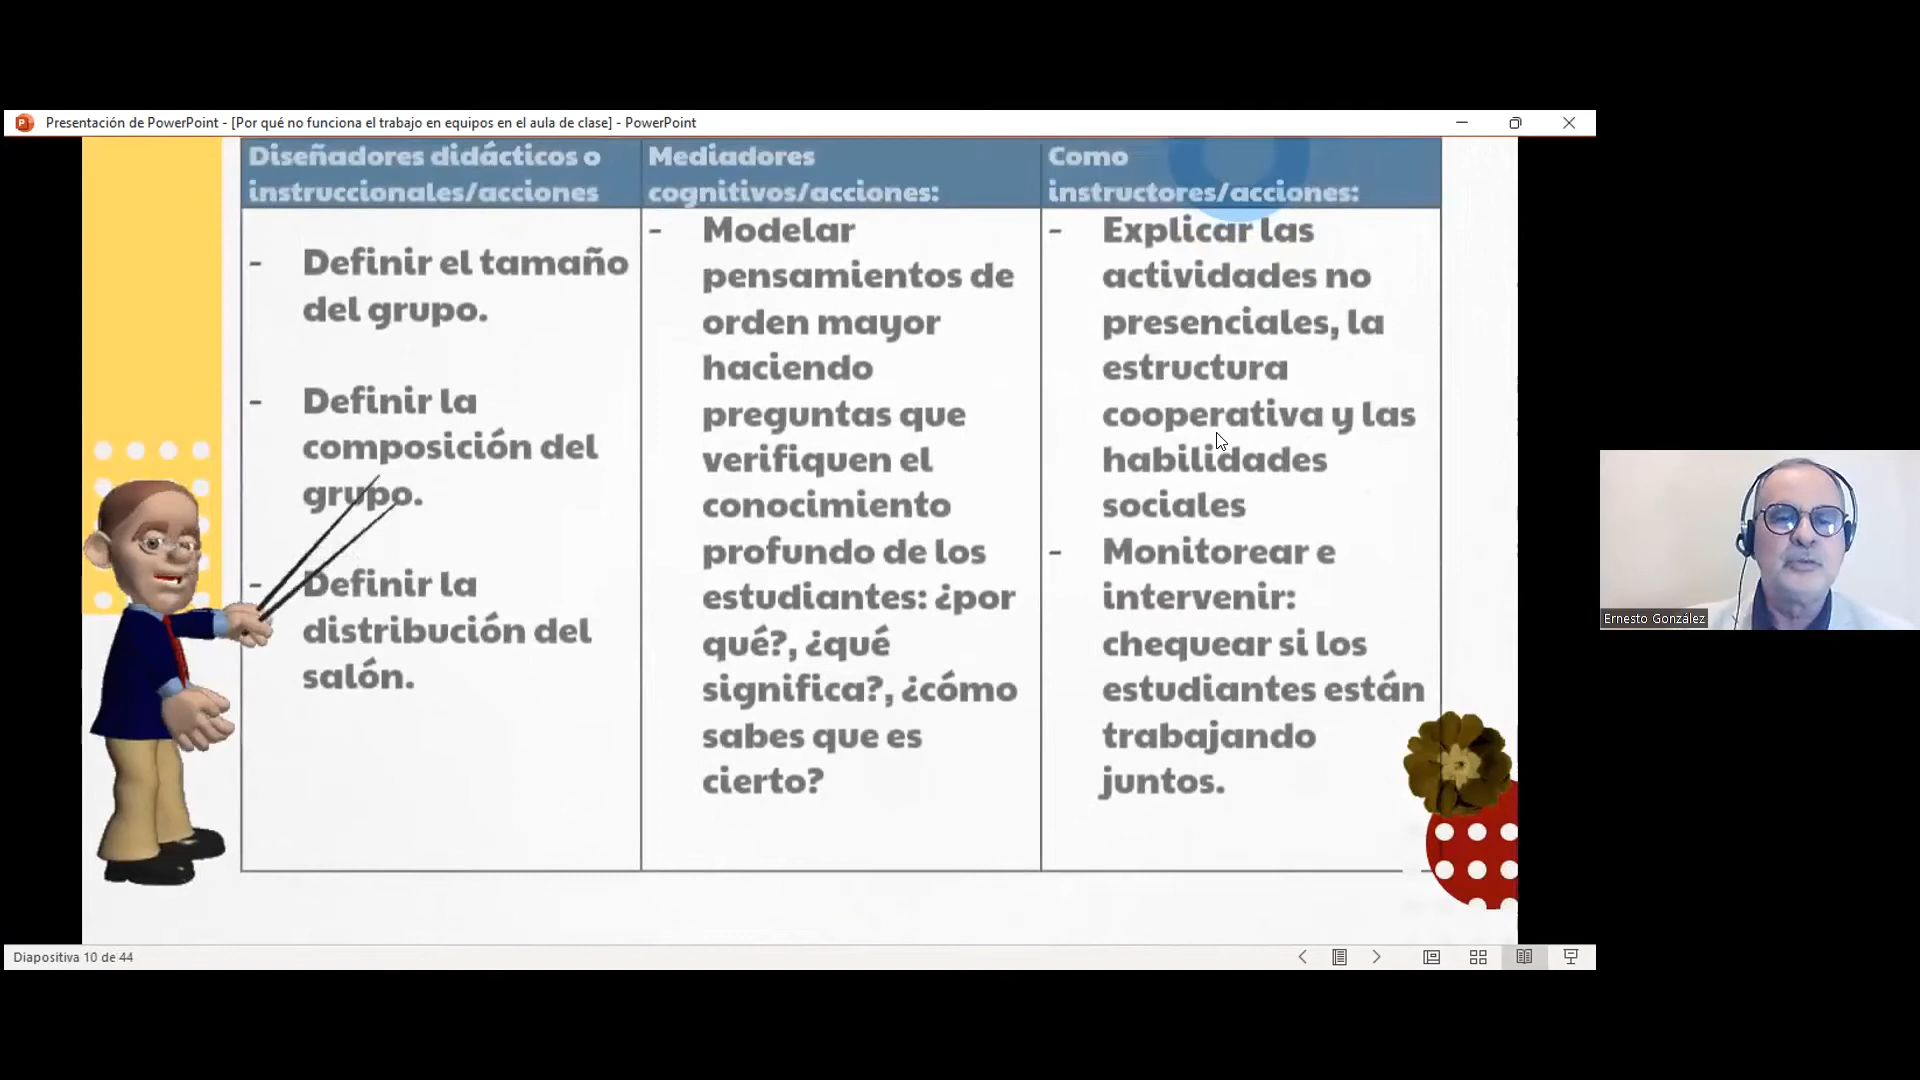 Presentación de PowerPoint - [Por qué no funciona el trabajo en equipos en el aula de clase] - PowerPoint
Diseñadores didácticos o
instruccionales/acciones
- Definir el tamaño
del grupo.
- Definir la
composición del
grupo.
- Definir la
distribución del
salón.
Mediadores
cognitivos/acciones:
- Modelar
pensamientos de
orden mayor
haciendo
preguntas que
verifiquen el
conocimiento
profundo de los
estudiantes: ¿por
qué?, ¿qué
significa?, ¿cómo
sabes que es
cierto?
Como
instructores/acciones:
- Explicar las
actividades no
presenciales, la
estructura
cooperativa y las
habilidades
sociales
- Monitorear e
intervenir:
chequear si los
estudiantes están
trabajando
juntos.
Ernesto González
Diapositiva 10 de 44